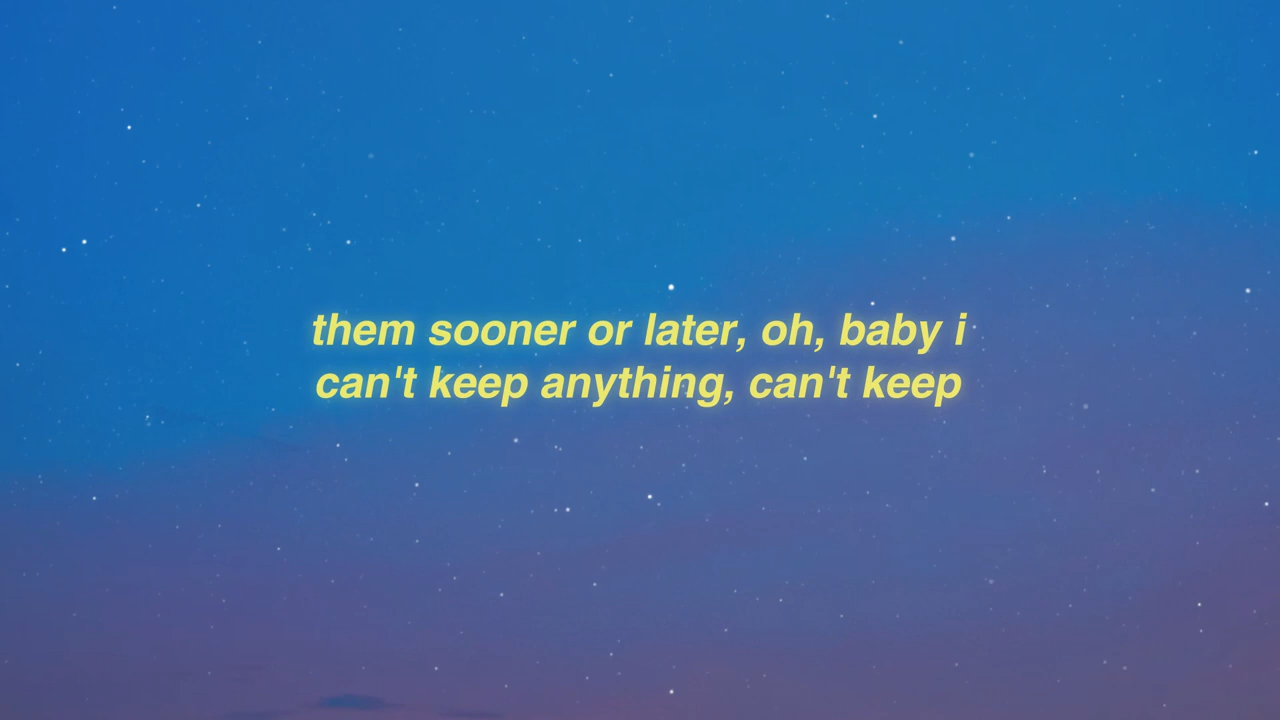 them sooner or later, oh, baby i
can't keep anything, can't keep